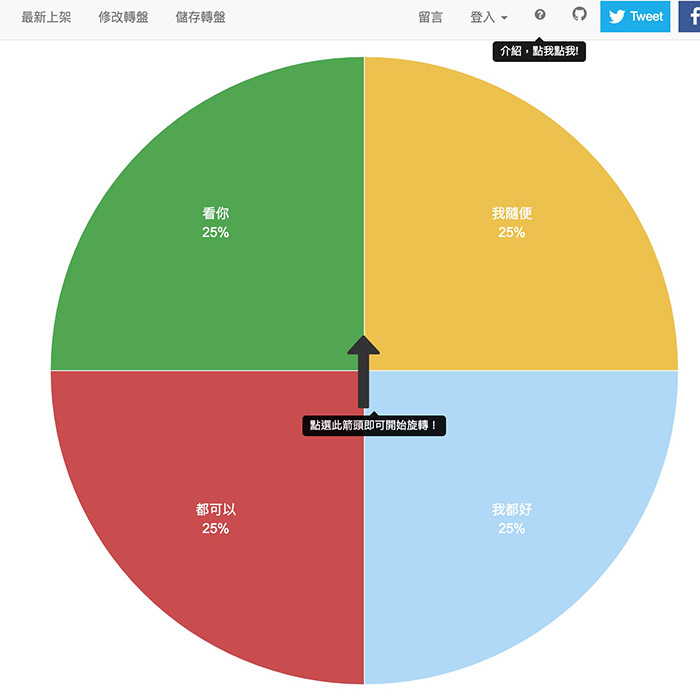 最新上架 修改轉盤 儲存轉盤 留言 登入 Tweet
介紹，點我點我!
看你
25%
我隨便
25%
點選此箭頭即可開始旋轉！
都可以
25%
我都好
25%